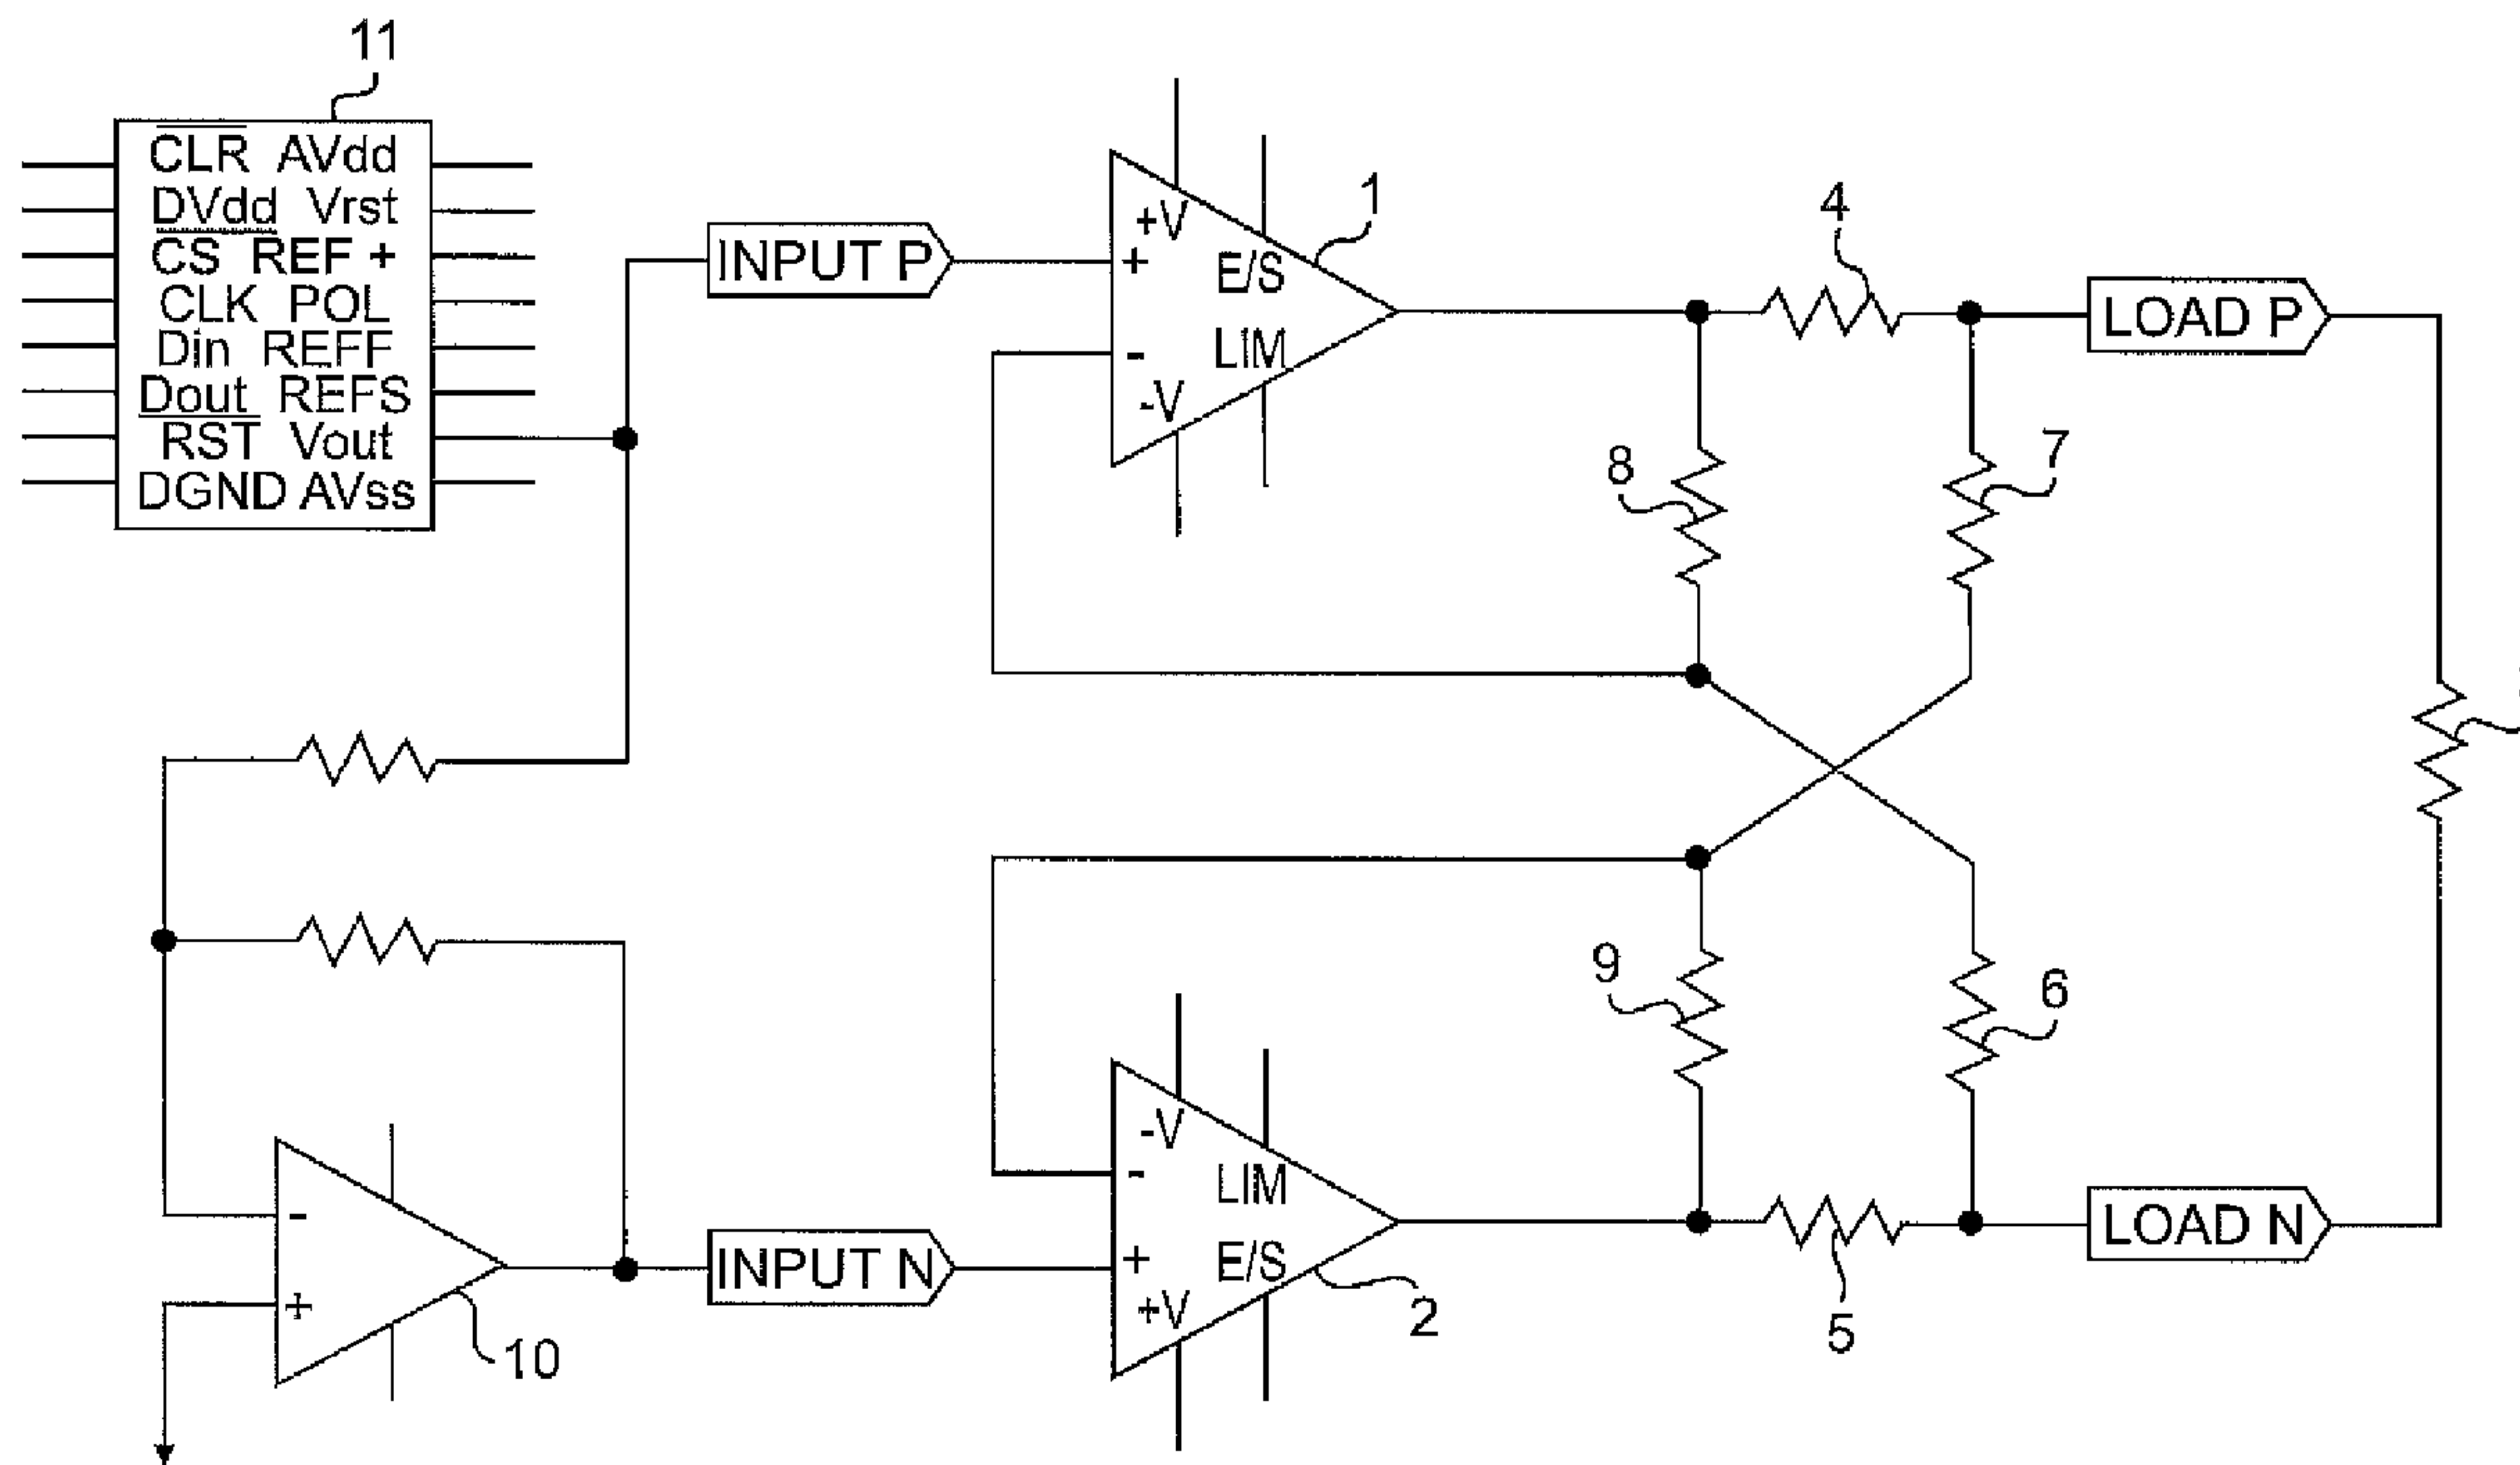 11
CLR AVdd
DVdd Vrst
CS REF +
CLK POL
Din REFF
Dout REFS
RST Vout
DGND AVss
INPUT P
+V
+
E/S
LIM
-
-V
1
4
LOAD P
8
7
9
6
-V
-
LIM
+
E/S
+V
2
5
LOAD N
INPUT N
-
+
10